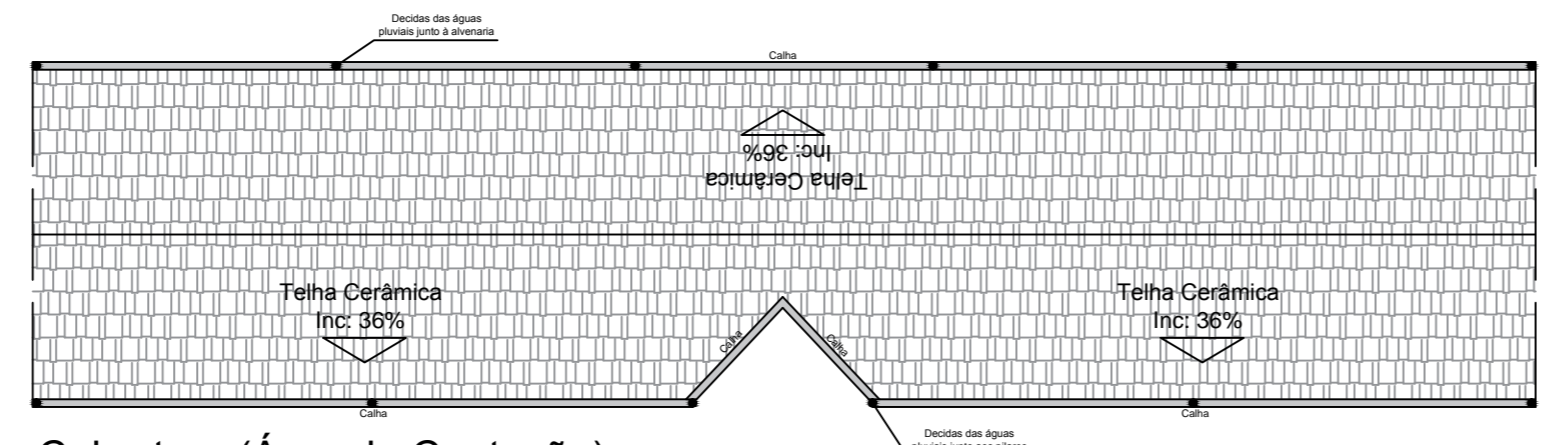 Decidas das águas
pluviais junto à alvenaria
Calha
Inc: 36%
Telha Cerâmica
Telha Cerâmica
Inc: 36%
Telha Cerâmica
Inc: 36%
Calha
Calha
Calha
Calha
Decidas das águas